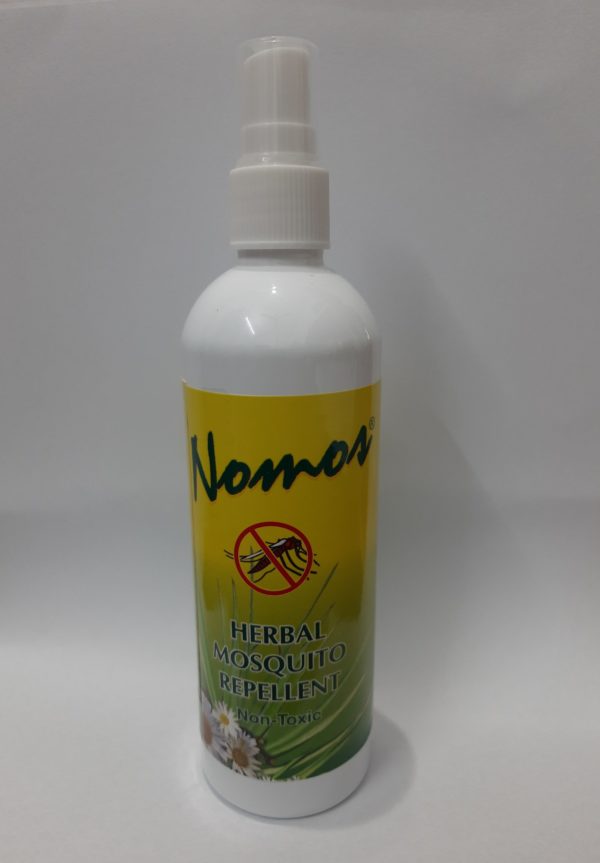 Nomos®
HERBAL
MOSQUITO
REPELLENT
Non-Toxic